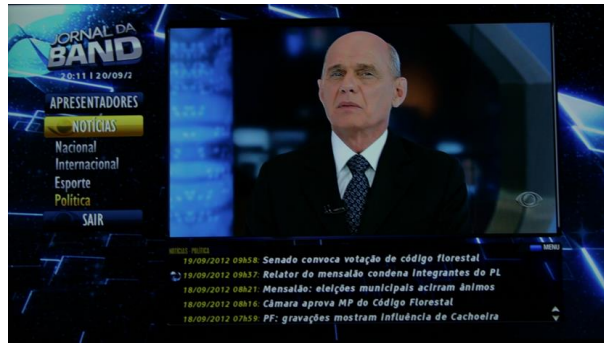 JORNAL DA
BAND
20:11 | 20/09/2
APRESENTADORES
NOTÍCIAS
Nacional
Internacional
Esporte
Política
SAIR
NOTÍCIAS POLÍTICA
MENU
19/09/2012 09h58: Senado convoca votação de código florestal
19/09/2012 09h37: Relator do mensalão condena integrantes do PL
18/09/2012 08h21: Mensalão: eleições municipais acirram ânimos
18/09/2012 08h16: Câmara aprova MP do Código Florestal
18/09/2012 07h59: PF: gravações mostram influência de Cachoeira